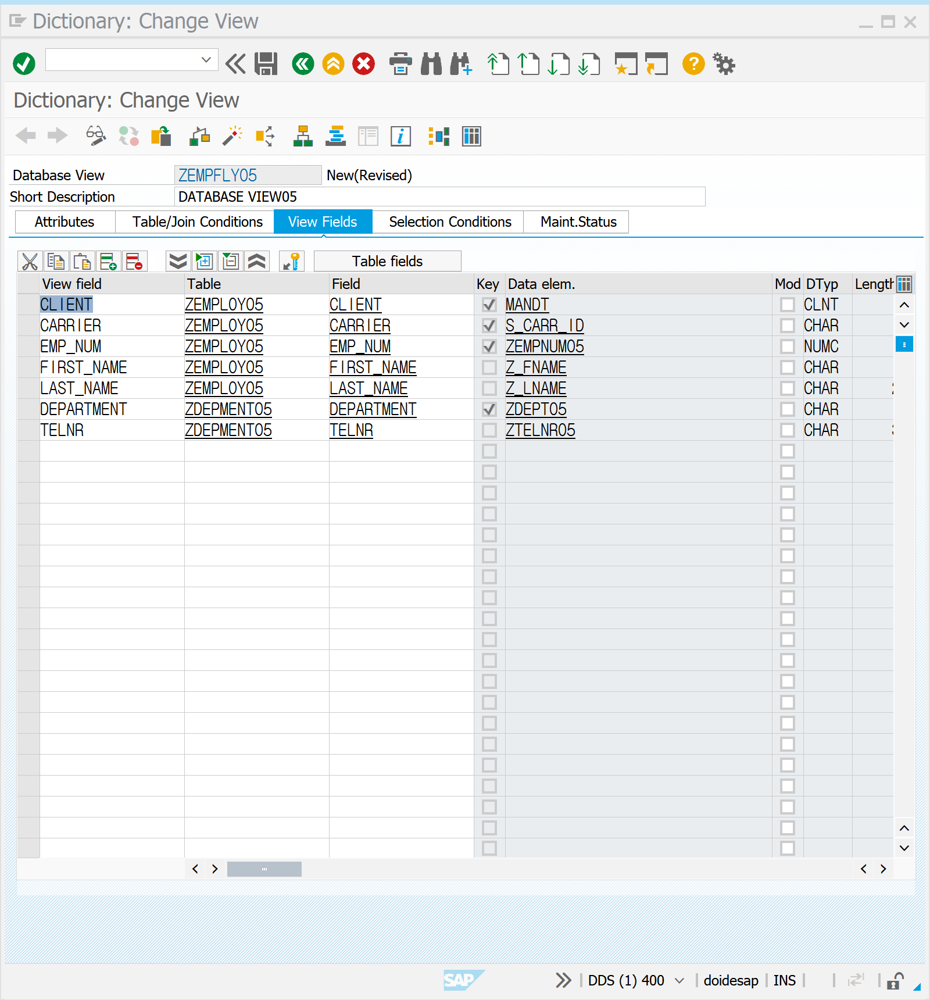 Dictionary: Change View
Dictionary: Change View
Database View ZEMPFLY05 New(Revised)
Short Description DATABASE VIEW05
Attributes Table/Join Conditions View Fields Selection Conditions Maint.Status
Table fields
View field Table Field Key Data elem. Mod DTyp Length
CLIENT ZEMPLOY05 CLIENT MANDT CLNT
CARRIER ZEMPLOY05 CARRIER S_CARR_ID CHAR
EMP_NUM ZEMPLOY05 EMP_NUM ZEMPNUM05 NUMC
FIRST_NAME ZEMPLOY05 FIRST_NAME Z_FNAME CHAR
LAST_NAME ZEMPLOY05 LAST_NAME Z_LNAME CHAR
DEPARTMENT ZDEPMENT05 DEPARTMENT ZDEPT05 CHAR
TELNR ZDEPMENT05 TELNR ZTELNR05 CHAR
SAP DDS (1) 400 doidesap INS